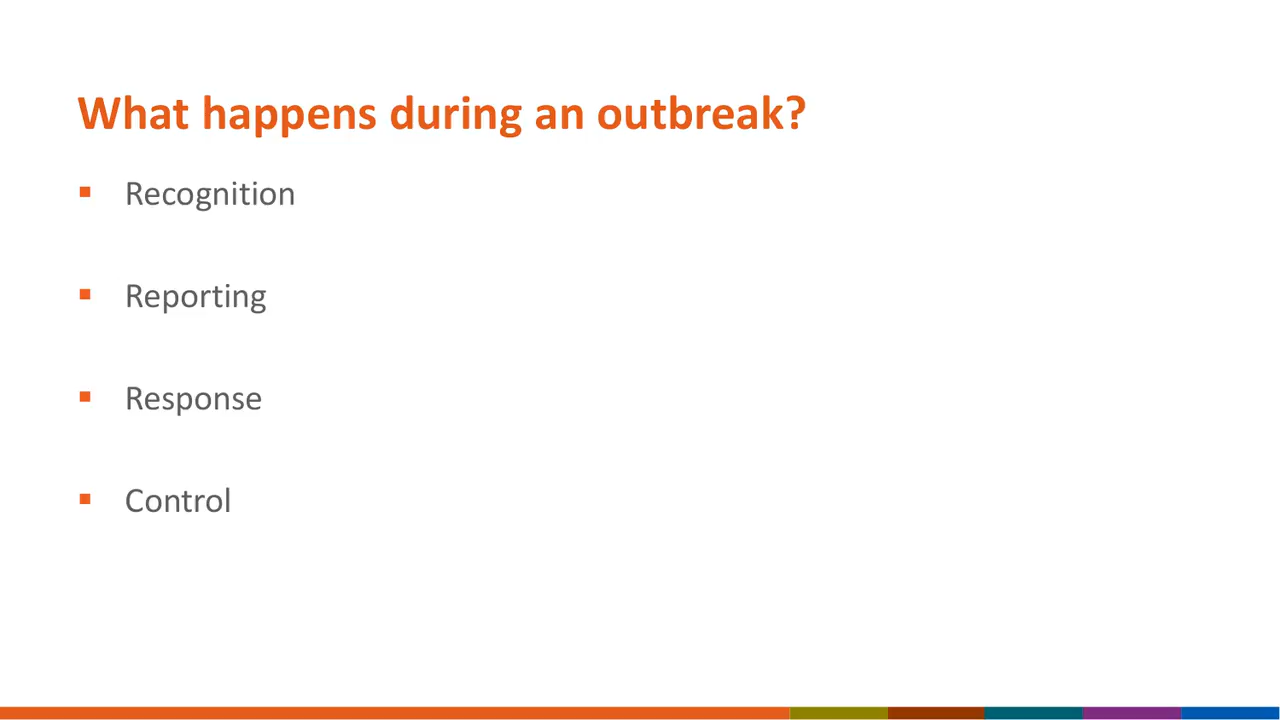 What happens during an outbreak?
▪ Recognition
▪ Reporting
▪ Response
▪ Control